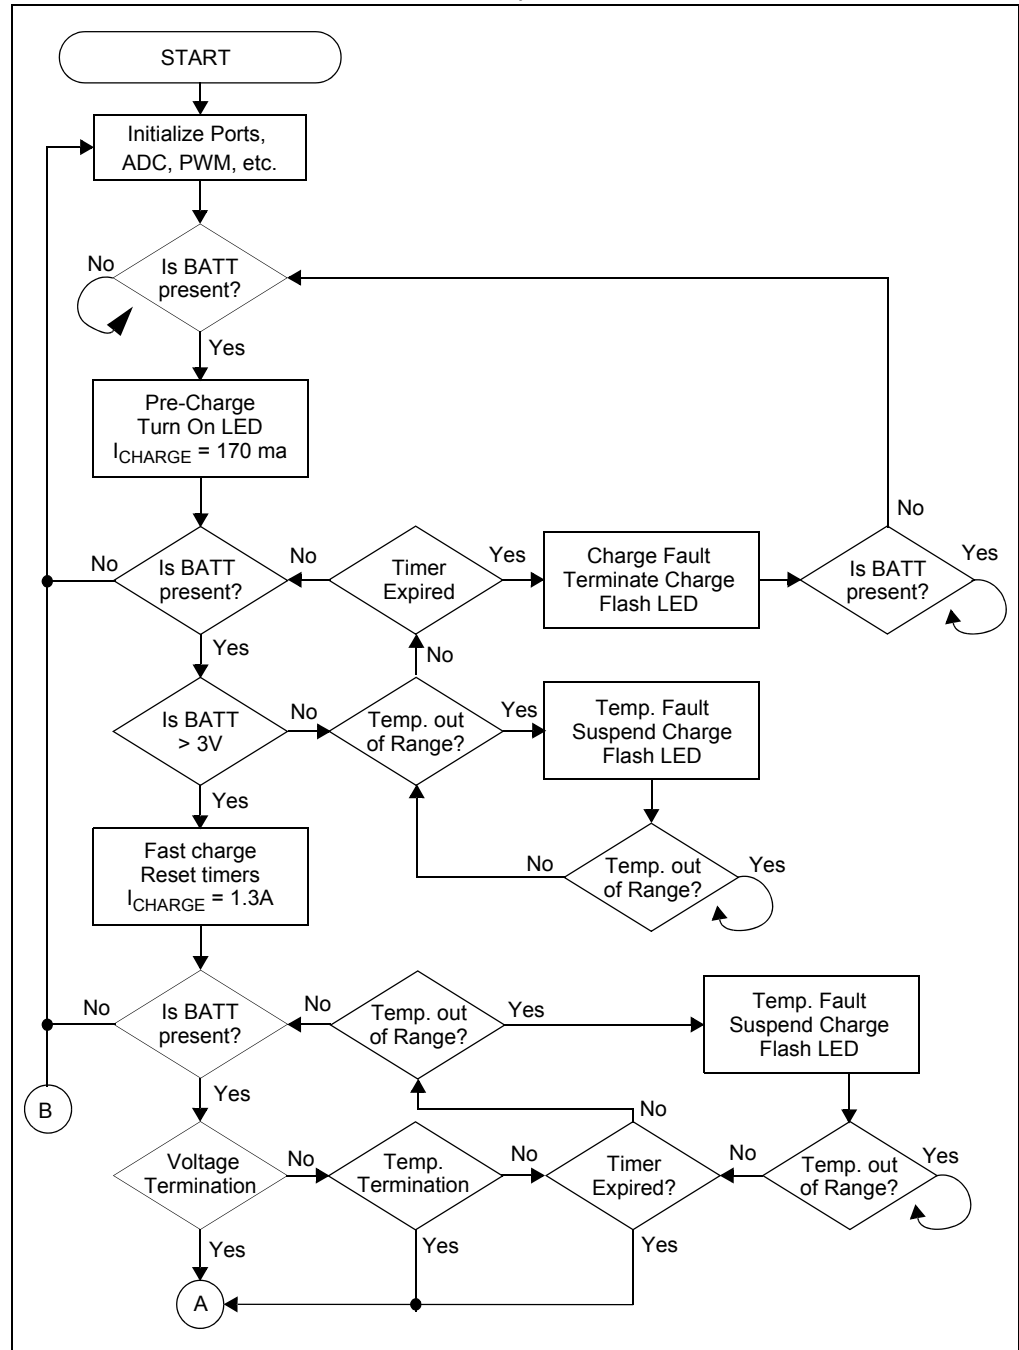 START
Initialize Ports,
ADC, PWM, etc.
No
Is BATT
present?
Yes
Pre-Charge
Turn On LED
ICHARGE = 170 ma
No
Is BATT
present?
No
Timer
Expired
Yes
Charge Fault
Terminate Charge
Flash LED
No
Is BATT
present?
Yes
Yes
No
Is BATT
> 3V
No
Temp. out
of Range?
Yes
Temp. Fault
Suspend Charge
Flash LED
Yes
Fast charge
Reset timers
ICHARGE = 1.3A
No
Temp. out
of Range?
Yes
No
Is BATT
present?
No
Temp. out
of Range?
Yes
Temp. Fault
Suspend Charge
Flash LED
B
Yes
No
Voltage
Termination
No
Temp.
Termination
No
Timer
Expired?
No
Temp. out
of Range?
Yes
Yes
Yes
Yes
A